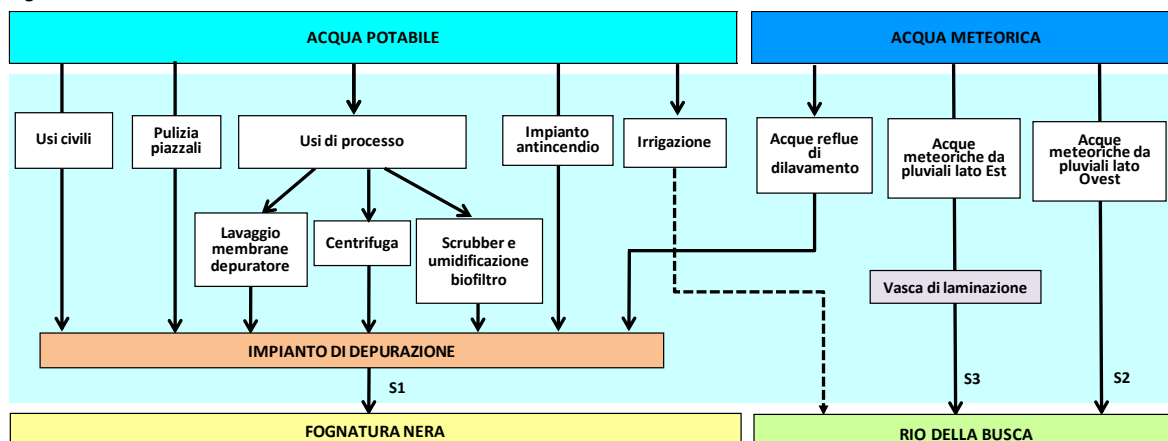 ACQUA POTABILE
ACQUA METEORICA
Usi civili
Pulizia
piazzali
Usi di processo
Impianto
antincendio
Irrigazione
Acque reflue
di
dilavamento
Acque
meteoriche da
pluviali lato Est
Acque
meteoriche da
pluviali lato
Ovest
Lavaggio
membrane
depuratore
Centrifuga
Scrubber e
umidificazione
biofiltro
Vasca di laminazione
IMPIANTO DI DEPURAZIONE
S1
S3
S2
FOGNATURA NERA
RIO DELLA BUSCA